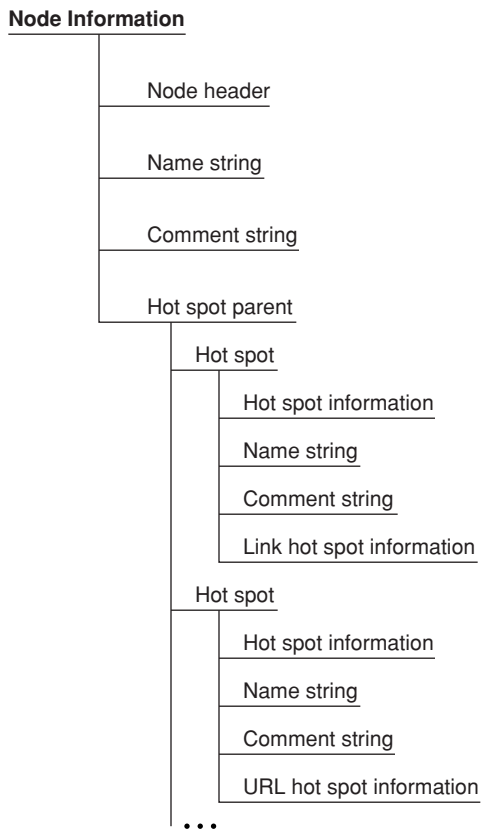 Node Information
Node header
Name string
Comment string
Hot spot parent
Hot spot
Hot spot information
Name string
Comment string
Link hot spot information
Hot spot
Hot spot information
Name string
Comment string
URL hot spot information
...